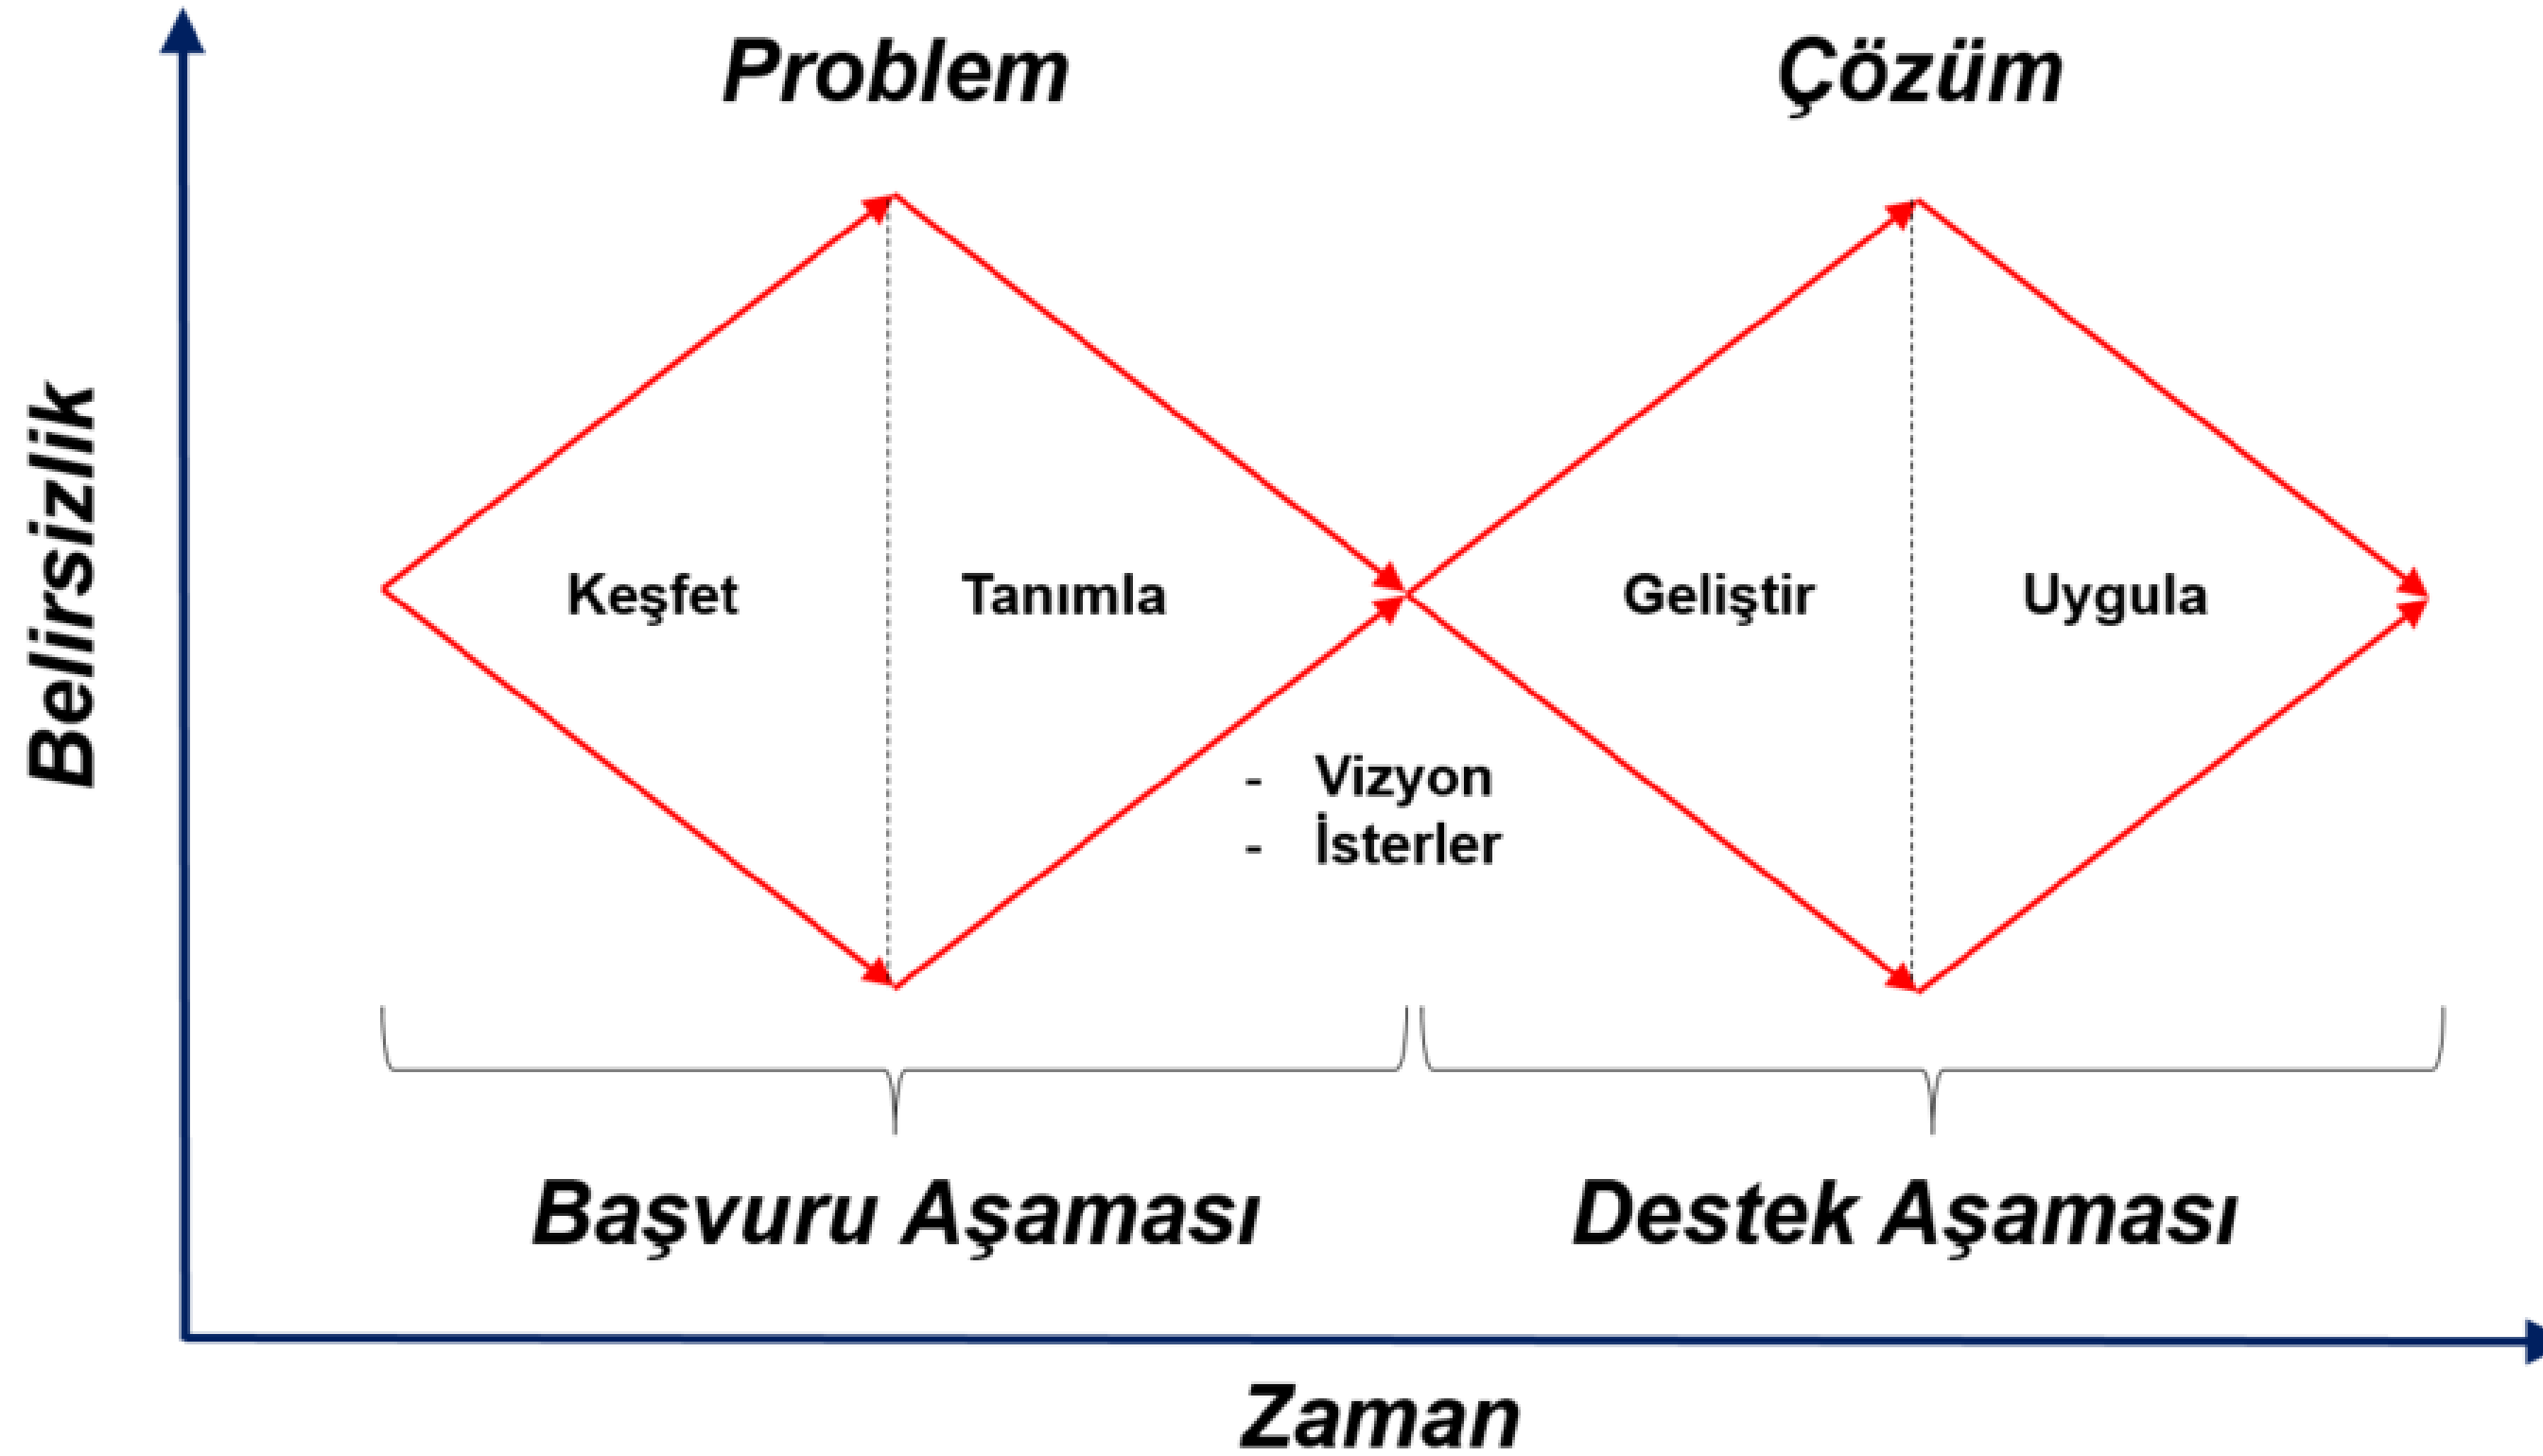 Problem
Çözüm
Belirsizlik
Keşfet
Tanımla
Geliştir
Uygula
- Vizyon
- İsterler
Başvuru Aşaması
Destek Aşaması
Zaman